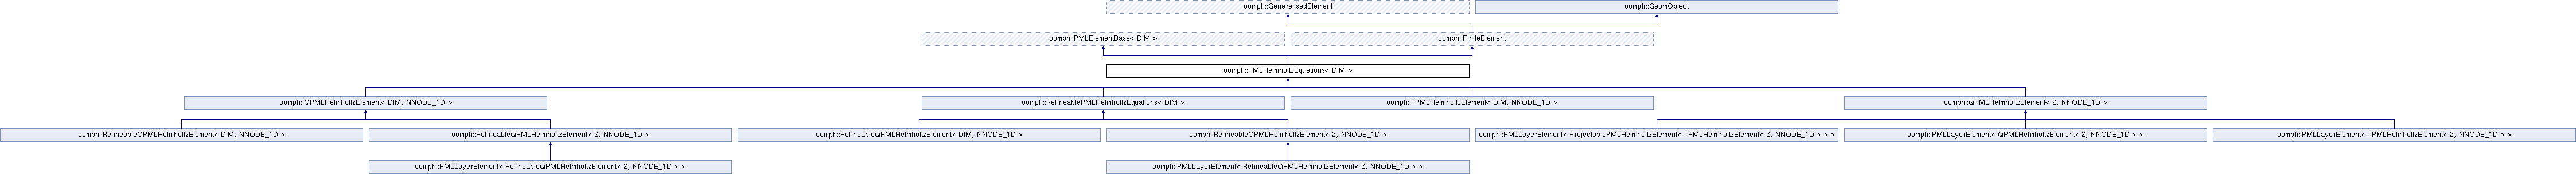 oomph::GeneralisedElement
oomph::GeomObject
oomph::PMLElementBase< DIM >
oomph::FiniteElement
oomph::PMLHelmholtzEquations< DIM >
oomph::QPMLHelmholtzElement< DIM, NNODE_1D >
oomph::RefineablePMLHelmholtzEquations< DIM >
oomph::TPMLHelmholtzElement< DIM, NNODE_1D >
oomph::QPMLHelmholtzElement< 2, NNODE_1D >
oomph::RefineableQPMLHelmholtzElement< DIM, NNODE_1D >
oomph::RefineableQPMLHelmholtzElement< 2, NNODE_1D >
oomph::RefineableQPMLHelmholtzElement< DIM, NNODE_1D >
oomph::RefineableQPMLHelmholtzElement< 2, NNODE_1D >
oomph::PMLLayerElement< ProjectablePMLHelmholtzElement< TPMLHelmholtzElement< 2, NNODE_1D > > >
oomph::PMLLayerElement< QPMLHelmholtzElement< 2, NNODE_1D > >
oomph::PMLLayerElement< TPMLHelmholtzElement< 2, NNODE_1D > >
oomph::PMLLayerElement< RefineableQPMLHelmholtzElement< 2, NNODE_1D > >
oomph::PMLLayerElement< RefineableQPMLHelmholtzElement< 2, NNODE_1D > >